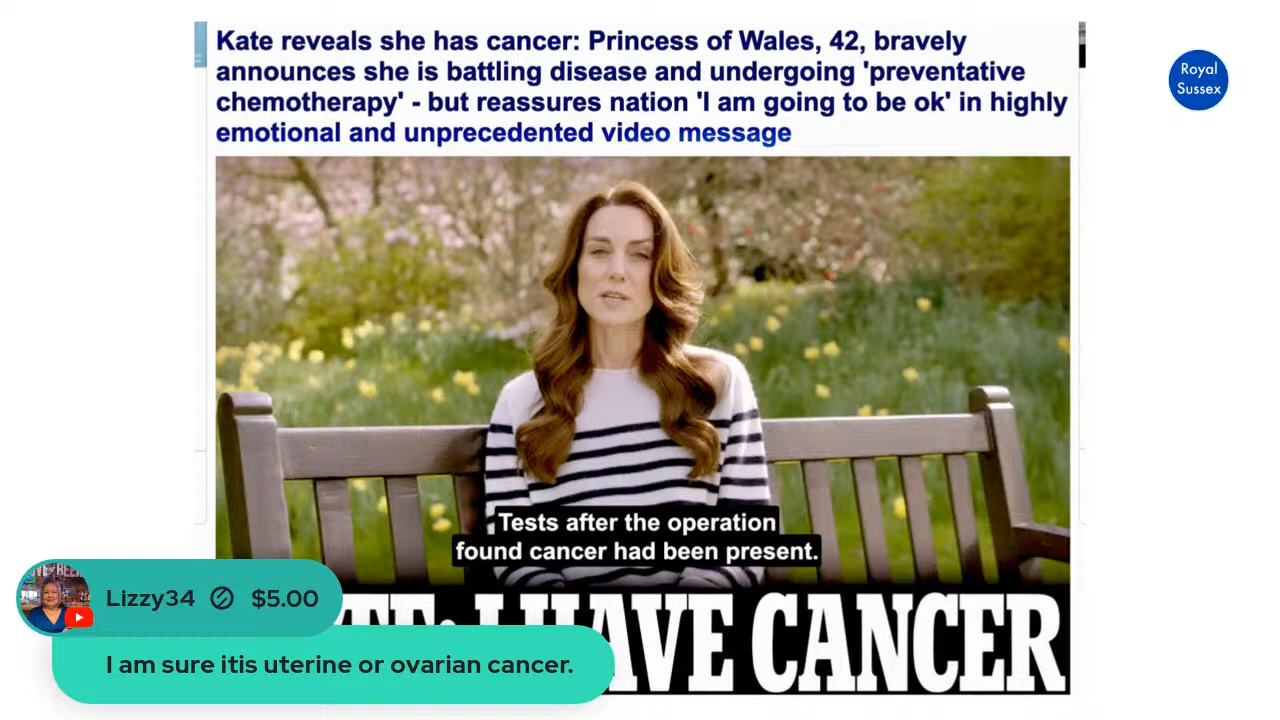 Kate reveals she has cancer: Princess of Wales, 42, bravely
announces she is battling disease and undergoing 'preventative
chemotherapy' - but reassures nation 'I am going to be ok' in highly
emotional and unprecedented video message
Royal
Sussex
Tests after the operation
found cancer had been present.
I HAVE CANCER
Lizzy34 $5.00
I am sure itis uterine or ovarian cancer.